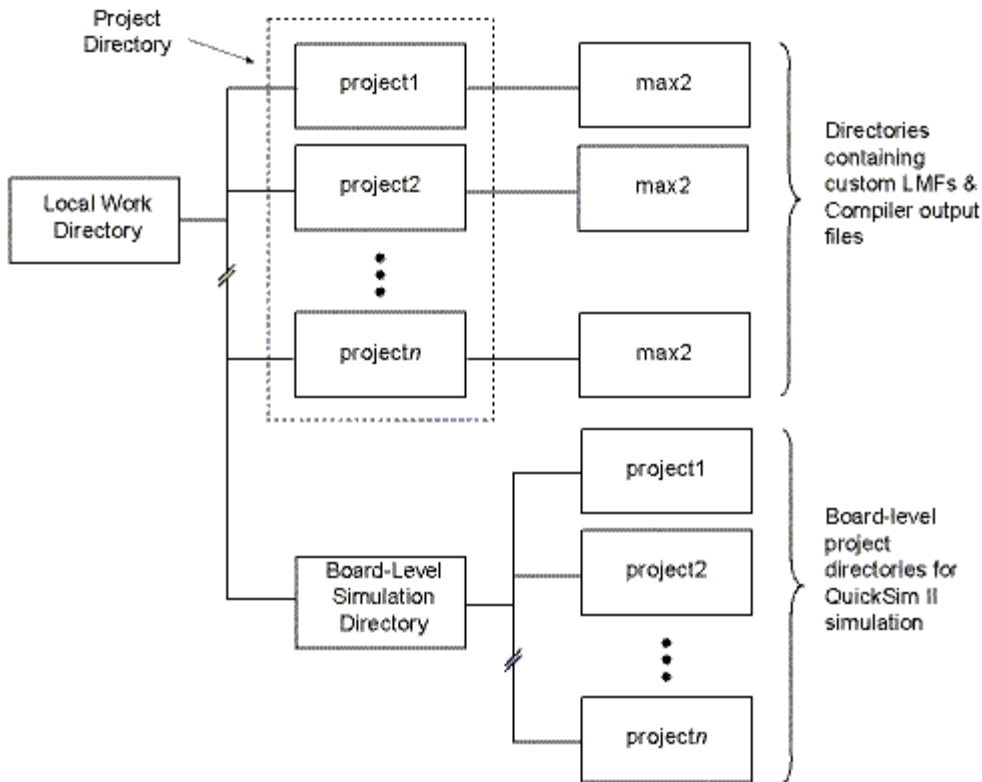 Project
Directory
project1
max2
Directories
containing
custom LMFs &
Compiler output
files
project2
max2
Local Work
Directory
projectn
max2
project1
Board-level
project
directories for
QuickSim II
simulation
project2
Board-Level
Simulation
Directory
projectn